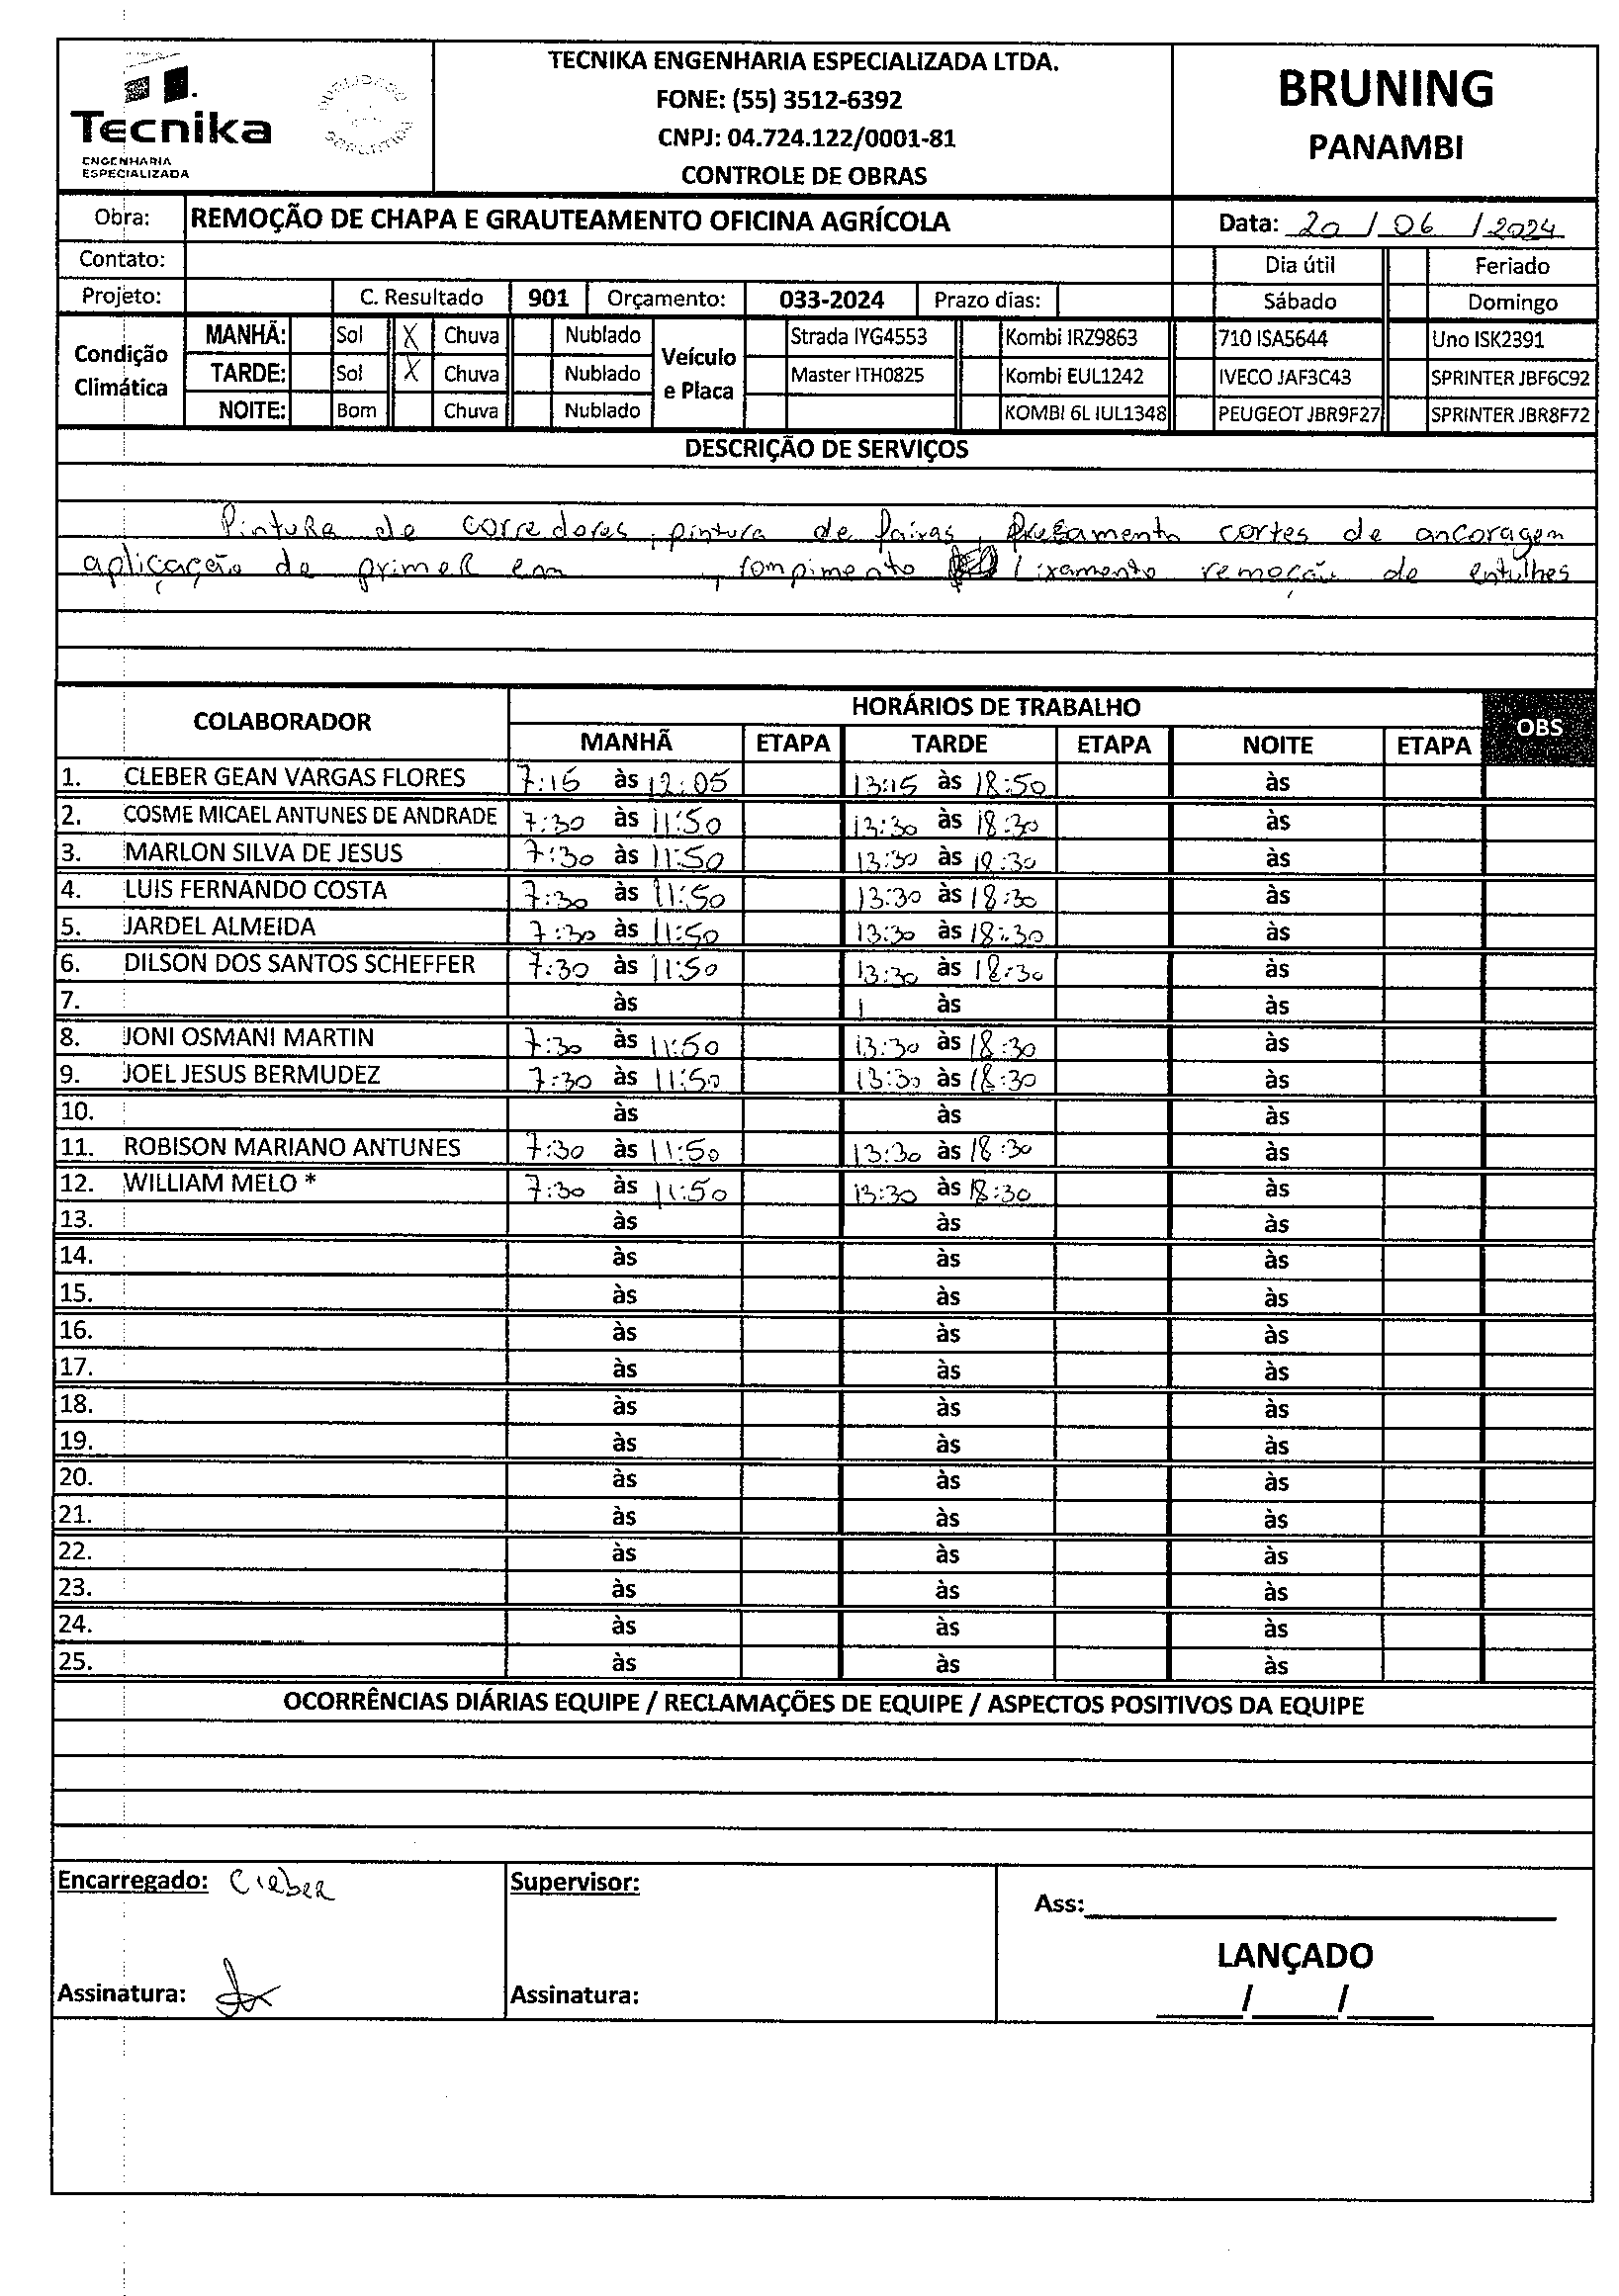 Tecnika
ENGENHARIA
ESPECIALIZADA
TECNIKA ENGENHARIA ESPECIALIZADA LTDA.
FONE: (55) 3512-6392
CNPJ: 04.724.122/0001-81
CONTROLE DE OBRAS
BRUNING
PANAMBI
Obra: REMOÇÃO DE CHAPA E GRAUTEAMENTO OFICINA AGRÍCOLA Data: 20 / 06 / 2024
Contato: Dia útil Feriado
Projeto: C. Resultado 901 Orçamento: 033-2024 Prazo dias: Sábado Domingo
Condição Climática
MANHÃ: Sol X Chuva Nublado
TARDE: Sol X Chuva Nublado
NOITE: Bom Chuva Nublado
Veículo e Placa
Strada IYG4553 Kombi IRZ9863 710 ISA5644 Uno ISK2391
Master ITH0825 Kombi EUL1242 IVECO JAF3C43 SPRINTER JBF6C92
KOMBI 6L IUL1348 PEUGEOT JBR9F27 SPRINTER JBR8F72
DESCRIÇÃO DE SERVIÇOS
Pintura de corredores, pintura de faixas, cortes de ancoragem
aplicação de primer em , rompimento Lixamento remoção de entulhes
COLABORADOR HORÁRIOS DE TRABALHO OBS
MANHÃ ETAPA TARDE ETAPA NOITE ETAPA
1. CLEBER GEAN VARGAS FLORES 7:15 às 12:05 13:15 às 18:50 às
2. COSME MICAEL ANTUNES DE ANDRADE 7:30 às 11:50 13:30 às 18:30 às
3. MARLON SILVA DE JESUS 7:30 às 11:50 13:30 às 18:30 às
4. LUIS FERNANDO COSTA 7:30 às 11:50 13:30 às 18:30 às
5. JARDEL ALMEIDA 7:30 às 11:50 13:30 às 18:30 às
6. DILSON DOS SANTOS SCHEFFER 7:30 às 11:50 13:30 às 18:30 às
7. às às às
8. JONI OSMANI MARTIN 7:30 às 11:50 13:30 às 18:30 às
9. JOEL JESUS BERMUDEZ 7:30 às 11:50 13:30 às 18:30 às
10. às às às
11. ROBISON MARIANO ANTUNES 7:30 às 11:50 13:30 às 18:30 às
12. WILLIAM MELO * 7:30 às 11:50 13:30 às 18:30 às
13. às às às
14. às às às
15. às às às
16. às às às
17. às às às
18. às às às
19. às às às
20. às às às
21. às às às
22. às às às
23. às às às
24. às às às
25. às às às
OCORRÊNCIAS DIÁRIAS EQUIPE / RECLAMAÇÕES DE EQUIPE / ASPECTOS POSITIVOS DA EQUIPE
Encarregado: Cleber
Assinatura:
Supervisor:
Assinatura:
Ass:
LANÇADO
/ /